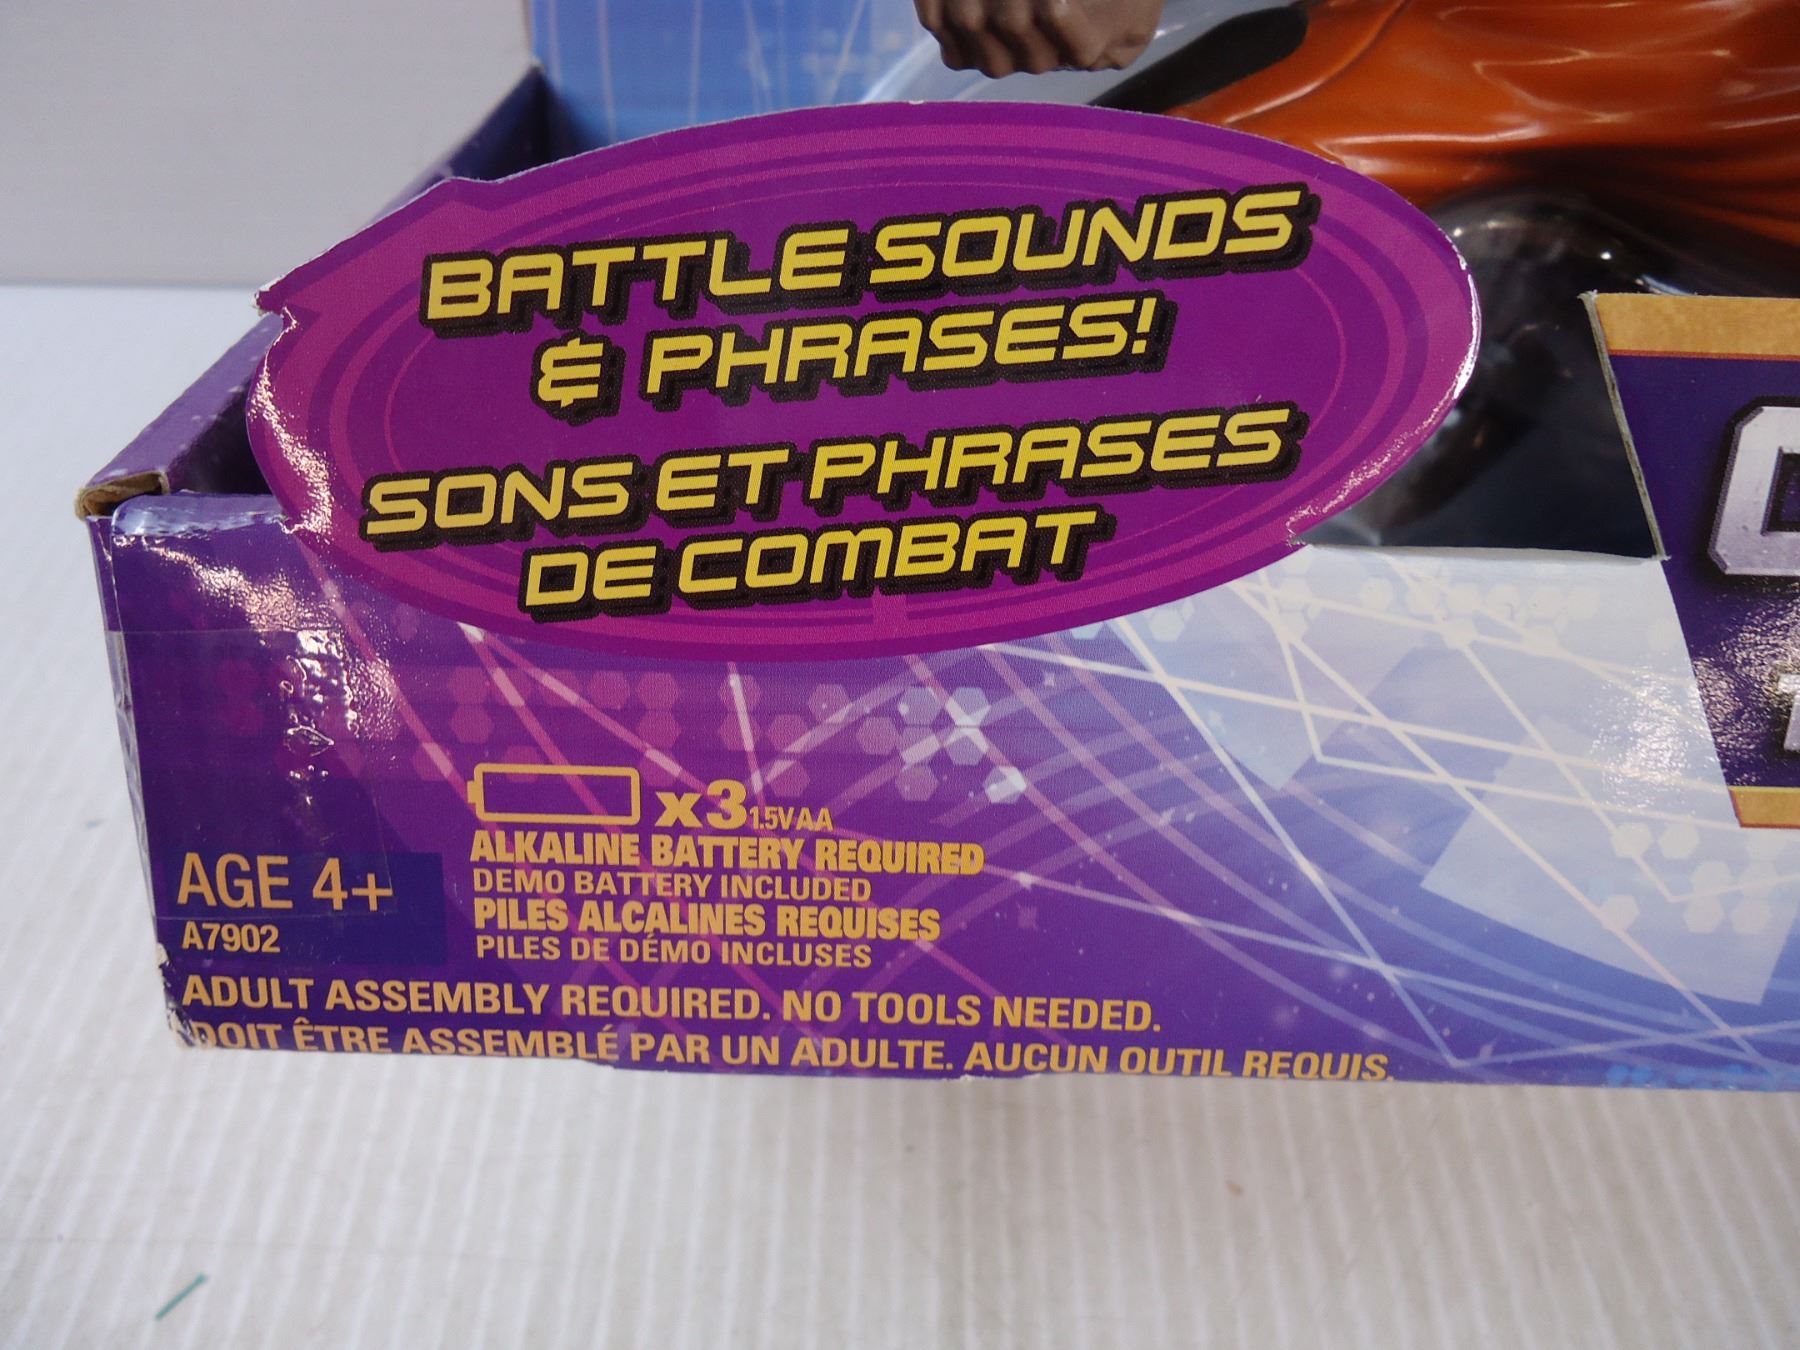 BATTLE SOUNDS
& PHRASES!
SONS ET PHRASES
DE COMBAT
x3 1.5V AA
ALKALINE BATTERY REQUIRED
DEMO BATTERY INCLUDED
PILES ALCALINES REQUISES
PILES DE DÉMO INCLUSES
AGE 4+
A7902
ADULT ASSEMBLY REQUIRED. NO TOOLS NEEDED.
DOIT ÊTRE ASSEMBLÉ PAR UN ADULTE. AUCUN OUTIL REQUIS.